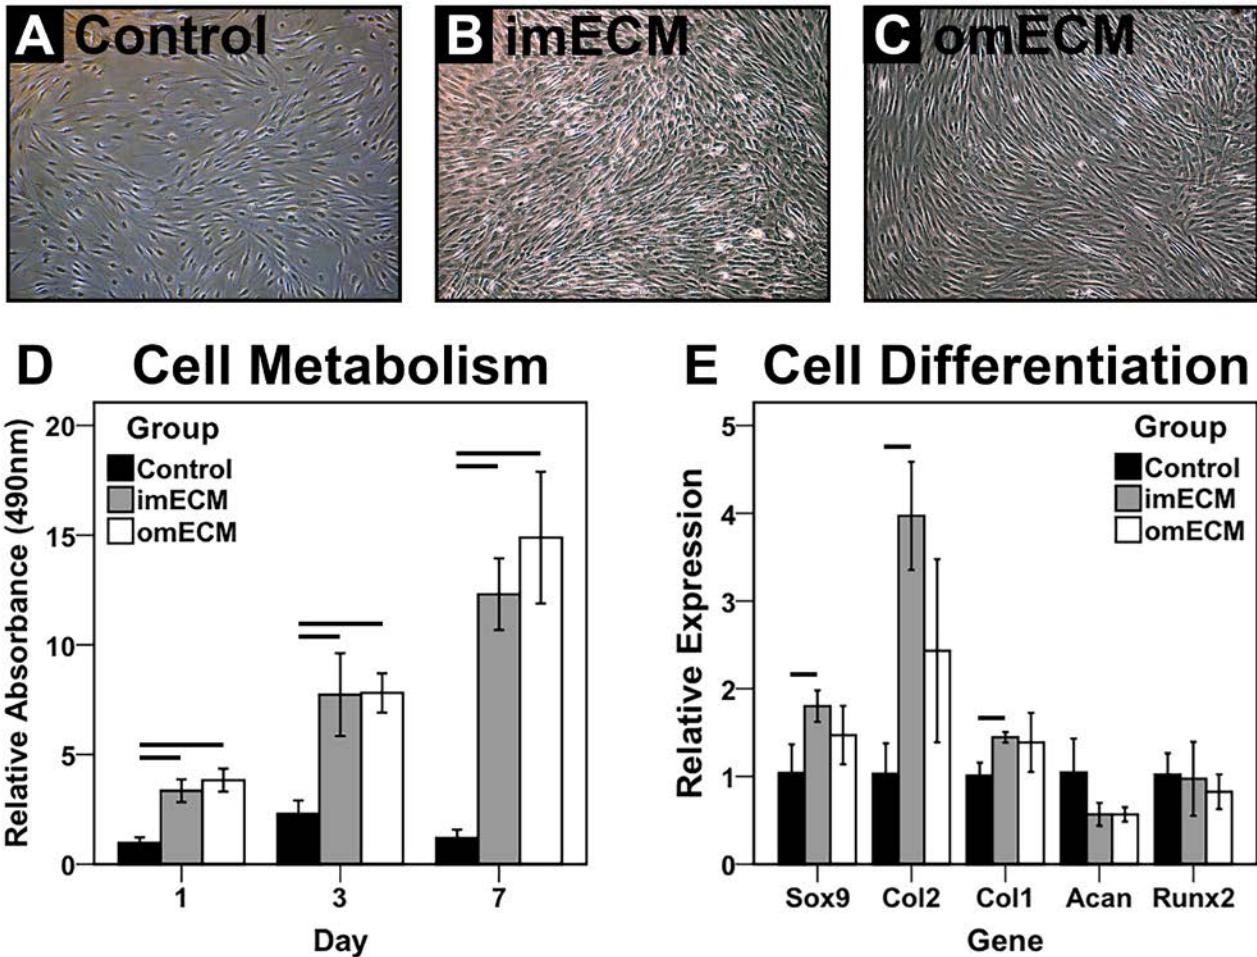 A Control
B imECM
C omECM
D Cell Metabolism
Relative Absorbance (490nm)
20
15
10
5
0
Group
Control
imECM
omECM
1 3 7
Day
E Cell Differentiation
Relative Expression
5
4
3
2
1
0
Group
Control
imECM
omECM
Sox9 Col2 Col1 Acan Runx2
Gene